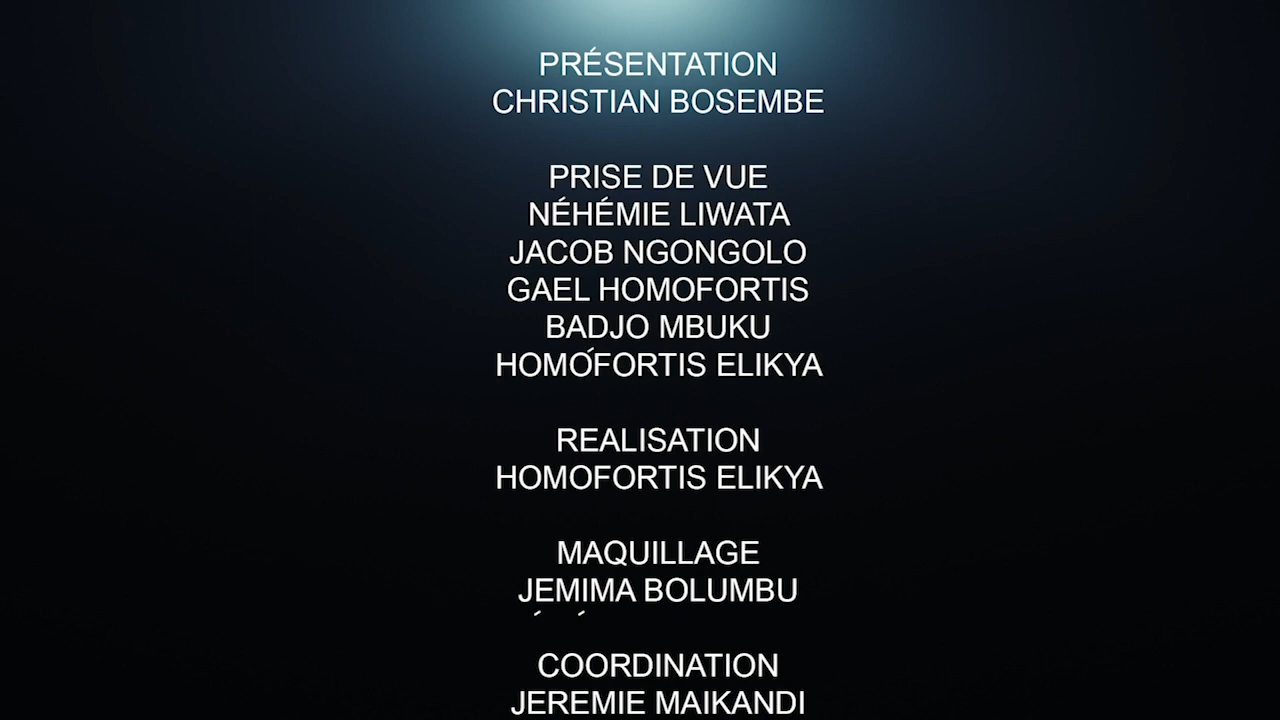 PRÉSENTATION
CHRISTIAN BOSEMBE
PRISE DE VUE
NÉHÉMIE LIWATA
JACOB NGONGOLO
GAEL HOMOFORTIS
BADJO MBUKU
HOMOFORTIS ELIKYA
REALISATION
HOMOFORTIS ELIKYA
MAQUILLAGE
JEMIMA BOLUMBU
COORDINATION
JEREMIE MAIKANDI